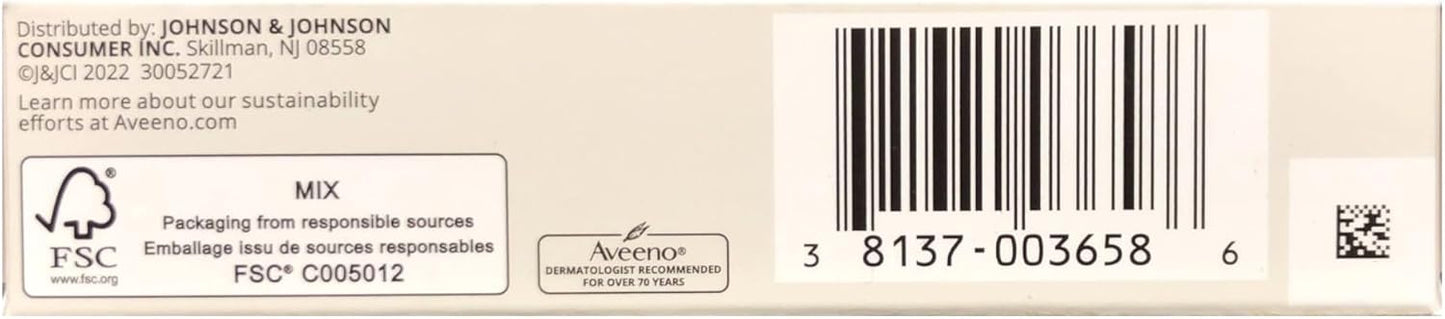 Distributed by: JOHNSON & JOHNSON
CONSUMER INC. Skillman, NJ 08558
©J&JCI 2022 30052721
Learn more about our sustainability
efforts at Aveeno.com
FSC
®
www.fsc.org
MIX
Packaging from responsible sources
Emballage issu de sources responsables
FSC® C005012
Aveeno®
DERMATOLOGIST RECOMMENDED
FOR OVER 70 YEARS
3 8137-003658 6